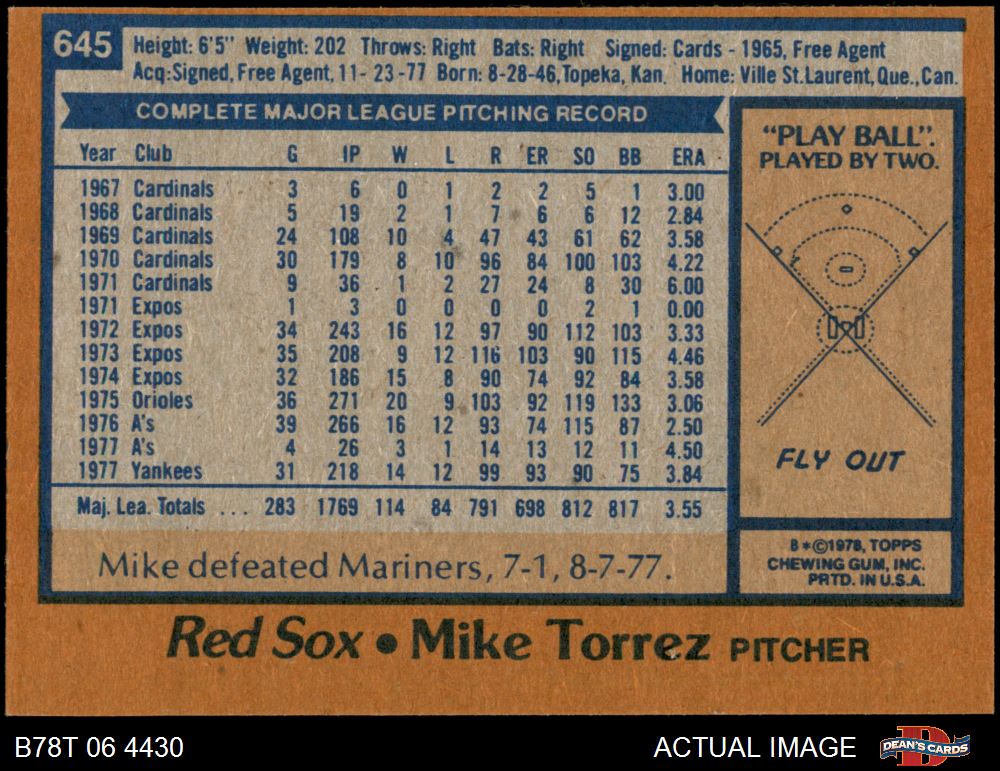 645
Height: 6'5" Weight: 202 Throws: Right Bats: Right Signed: Cards - 1965, Free Agent
Acq: Signed, Free Agent, 11-23-77 Born: 8-28-46, Topeka, Kan. Home: Ville St. Laurent, Que., Can.
COMPLETE MAJOR LEAGUE PITCHING RECORD
Year Club G IP W L R ER SO BB ERA
1967 Cardinals 3 6 0 1 2 2 5 1 3.00
1968 Cardinals 5 19 2 1 7 6 6 12 2.84
1969 Cardinals 24 108 10 4 47 43 61 62 3.58
1970 Cardinals 30 179 8 10 96 84 100 103 4.22
1971 Cardinals 9 36 1 2 27 24 8 30 6.00
1971 Expos 1 3 0 0 0 0 2 1 0.00
1972 Expos 34 243 16 12 97 90 112 103 3.33
1973 Expos 35 208 9 12 116 103 90 115 4.46
1974 Expos 32 186 15 8 90 74 92 84 3.58
1975 Orioles 36 271 20 9 103 92 119 133 3.06
1976 A's 39 266 16 12 93 74 115 87 2.50
1977 A's 4 26 3 1 14 13 12 11 4.50
1977 Yankees 31 218 14 12 99 93 90 75 3.84
Maj. Lea. Totals ... 283 1769 114 84 791 698 812 817 3.55
Mike defeated Mariners, 7-1, 8-7-77.
"PLAY BALL".
PLAYED BY TWO.
FLY OUT
B*©1978, TOPPS
CHEWING GUM, INC.
PRTD. IN U.S.A.
Red Sox • Mike Torrez PITCHER
B78T 06 4430
ACTUAL IMAGE
DEAN'S CARDS